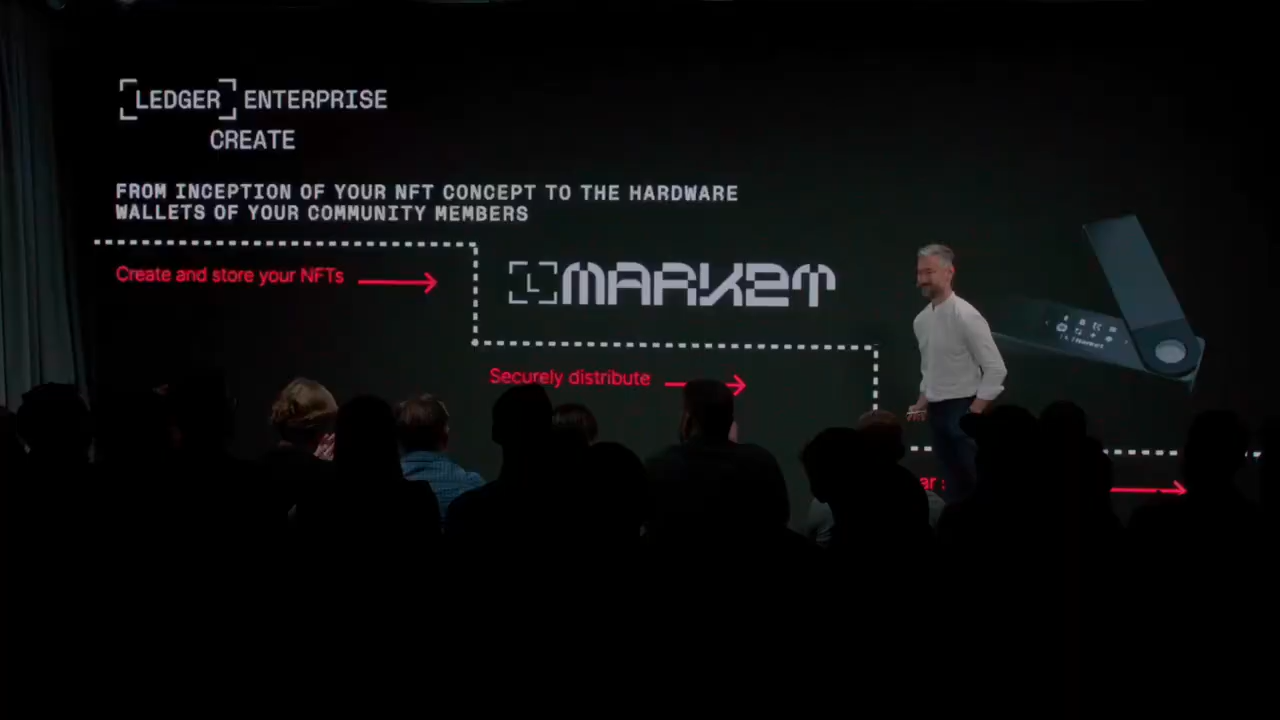 [LEDGER] ENTERPRISE
CREATE
FROM INCEPTION OF YOUR NFT CONCEPT TO THE HARDWARE
WALLETS OF YOUR COMMUNITY MEMBERS
Create and store your NFTs
[L] MARKET
Securely distribute
ar :